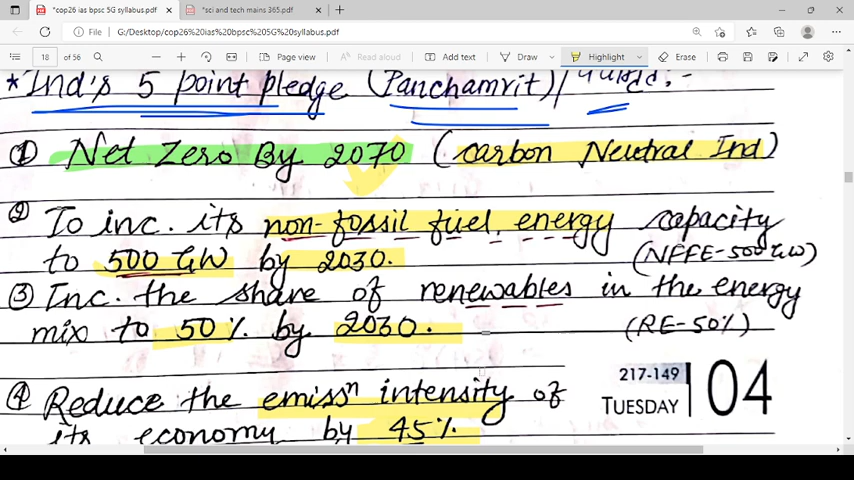 *cop26 ias bpsc 5G syllabus.pdf
*sci and tech mains 365.pdf
File | G:/Desktop/cop26%20ias%20bpsc%205G%20syllabus.pdf
18 of 56
Page view
Read aloud
Add text
Draw
Highlight
Erase
*Ind's 5 point pledge (Panchamrit)/ :-
① Net Zero By 2070 (carbon Neutral Ind)
② To inc. its non-fossil fuel energy capacity
to 500 GW by 2030. (NFFE-500GW)
③ Inc. the share of renewables in the energy
mix to 50% by 2030. (RE-50%)
217-149
④ Reduce the emissⁿ intensity of
TUESDAY 04
its economy by 45%.